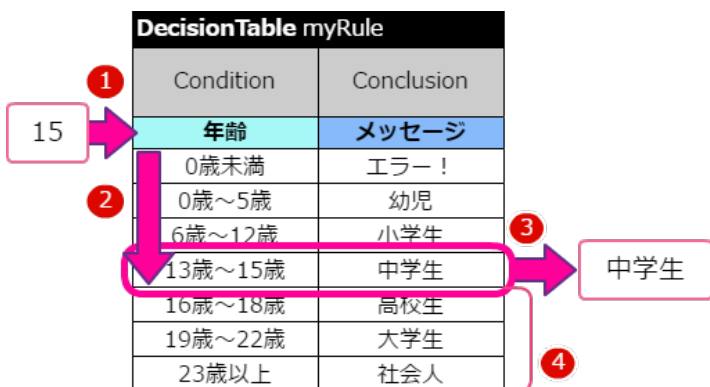 DecisionTable myRule
1
Condition Conclusion
15
年齢 メッセージ
0歳未満 エラー！
2
0歳～5歳 幼児
6歳～12歳 小学生
3
13歳～15歳 中学生
中学生
16歳～18歳 高校生
19歳～22歳 大学生
4
23歳以上 社会人